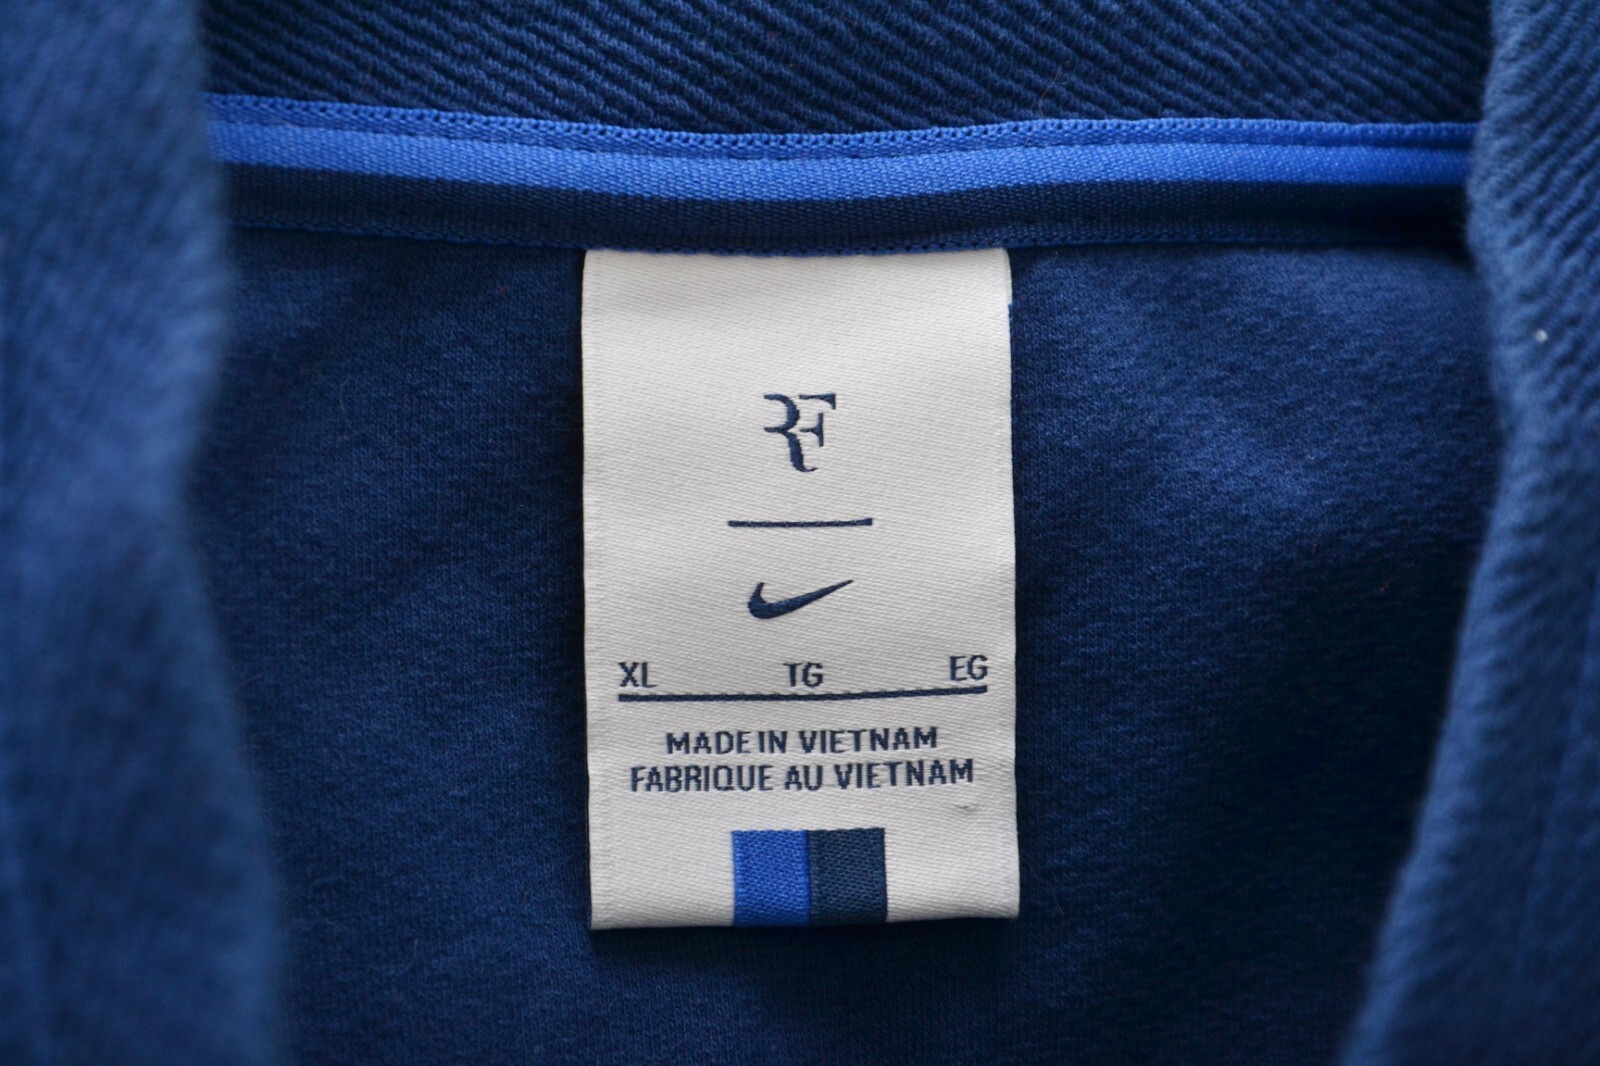 RF
XL TG EG
MADE IN VIETNAM
FABRIQUE AU VIETNAM